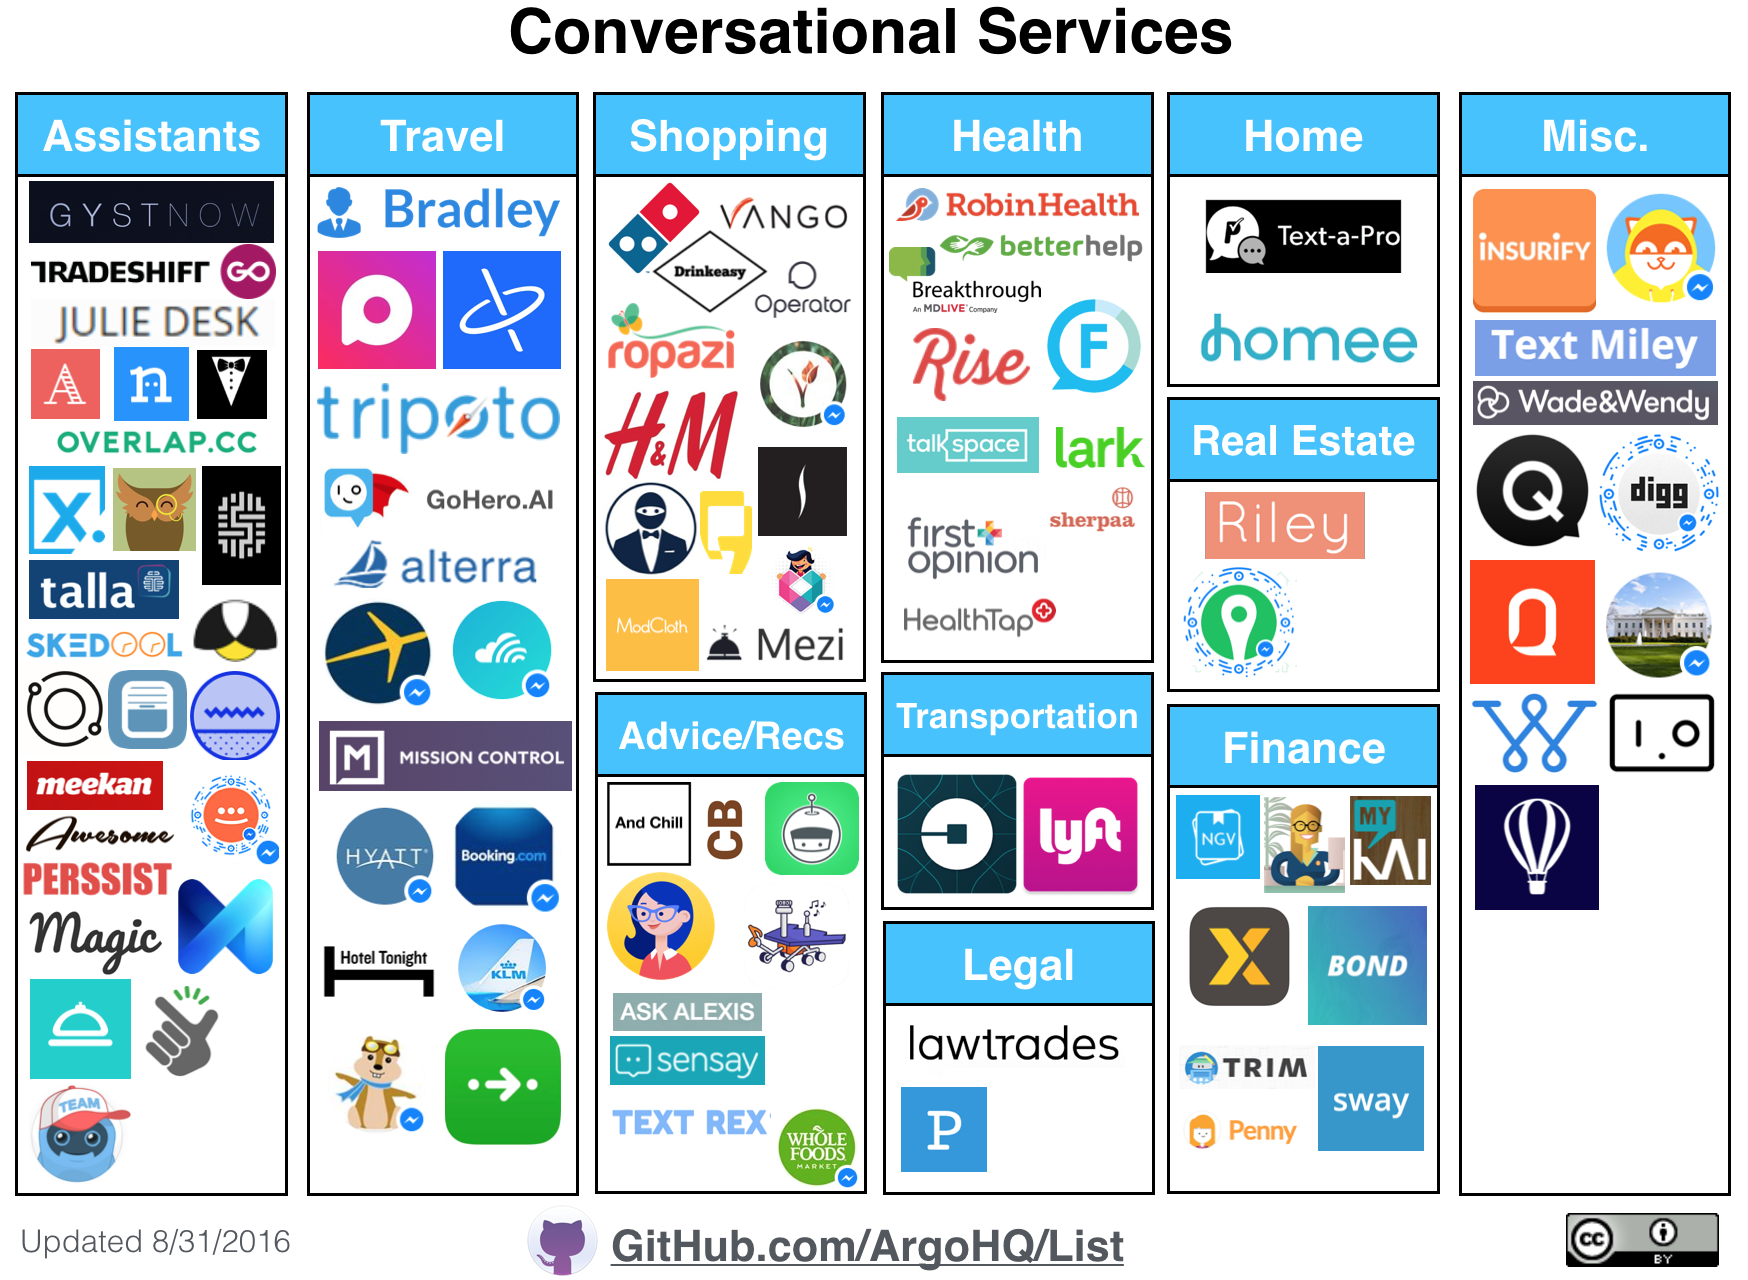 Conversational Services
Assistants
GYSTNOW
TRADESHIFT GO
JULIE DESK
A n
OVERLAP.CC
X.
talla
SKEDOOL
meekan
Awesome
PERSSIST
Magic
TEAM
Travel
Bradley
tripoto
GoHero.AI
alterra
M MISSION CONTROL
HYATT
Booking.com
Hotel Tonight
KLM
Shopping
VANGO
Drinkeasy
Operator
ropazi
H&M
ModCloth
Mezi
Advice/Recs
And Chill
CB
ASK ALEXIS
sensay
TEXT REX
WHOLE
FOODS
MARKET
Health
RobinHealth
betterhelp
Breakthrough
An MDLIVE Company
Rise
F
talkspace
lark
sherpaa
first
opinion
HealthTap
Transportation
lyft
Legal
lawtrades
P
Home
Text-a-Pro
homee
Real Estate
Riley
Finance
NGV
MY
kAI
X
BOND
TRIM
Penny
sway
Misc.
iNSURiFY
Text Miley
Wade&Wendy
Q
digg
W
Updated 8/31/2016
GitHub.com/ArgoHQ/List
cc
BY